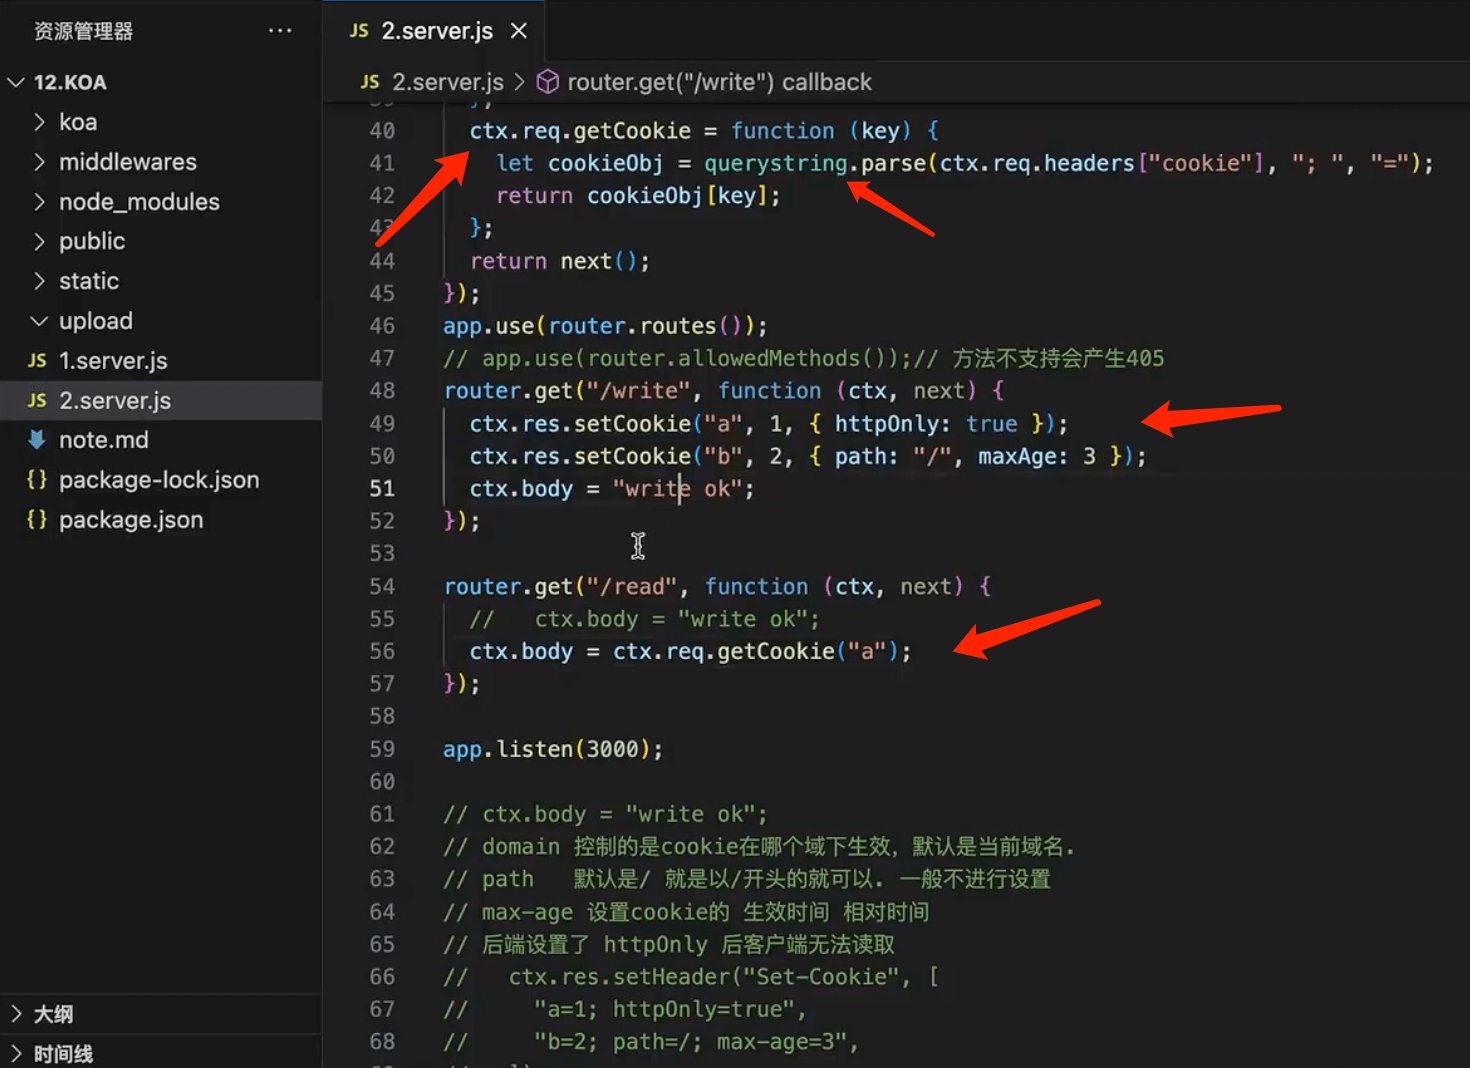 资源管理器
12.KOA
koa
middlewares
node_modules
public
static
upload
JS 1.server.js
JS 2.server.js
note.md
{} package-lock.json
{} package.json
大纲
时间线
JS 2.server.js
JS 2.server.js > router.get("/write") callback
40 ctx.req.getCookie = function (key) {
41 let cookieObj = querystring.parse(ctx.req.headers["cookie"], "; ", "=");
42 return cookieObj[key];
43 };
44 return next();
45 });
46 app.use(router.routes());
47 // app.use(router.allowedMethods());// 方法不支持会产生405
48 router.get("/write", function (ctx, next) {
49 ctx.res.setCookie("a", 1, { httpOnly: true });
50 ctx.res.setCookie("b", 2, { path: "/", maxAge: 3 });
51 ctx.body = "write ok";
52 });
53
54 router.get("/read", function (ctx, next) {
55 // ctx.body = "write ok";
56 ctx.body = ctx.req.getCookie("a");
57 });
58
59 app.listen(3000);
60
61 // ctx.body = "write ok";
62 // domain 控制的是cookie在哪个域下生效, 默认是当前域名.
63 // path 默认是/ 就是以/开头的就可以. 一般不进行设置
64 // max-age 设置cookie的 生效时间 相对时间
65 // 后端设置了 httpOnly 后客户端无法读取
66 // ctx.res.setHeader("Set-Cookie", [
67 // "a=1; httpOnly=true",
68 // "b=2; path=/; max-age=3",